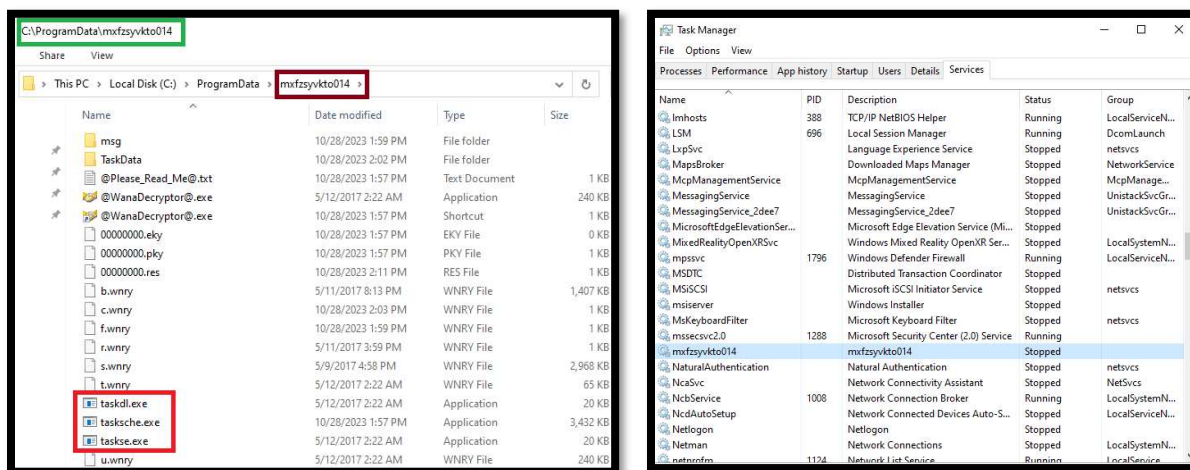 C:\ProgramData\mxfzsyvkto014
Share View
This PC > Local Disk (C:) > ProgramData > mxfzsyvkto014 >
Name Date modified Type Size
msg 10/28/2023 1:59 PM File folder
TaskData 10/28/2023 2:02 PM File folder
@Please_Read_Me@.txt 10/28/2023 1:57 PM Text Document 1 KB
@WanaDecryptor@.exe 5/12/2017 2:22 AM Application 240 KB
@WanaDecryptor@.exe 10/28/2023 1:57 PM Shortcut 1 KB
00000000.eky 10/28/2023 1:57 PM EKY File 0 KB
00000000.pky 10/28/2023 1:57 PM PKY File 1 KB
00000000.res 10/28/2023 2:11 PM RES File 1 KB
b.wnry 5/11/2017 8:13 PM WNRY File 1,407 KB
c.wnry 10/28/2023 2:03 PM WNRY File 1 KB
f.wnry 10/28/2023 1:59 PM WNRY File 1 KB
r.wnry 5/11/2017 3:59 PM WNRY File 1 KB
s.wnry 5/9/2017 4:58 PM WNRY File 2,968 KB
t.wnry 5/12/2017 2:22 AM WNRY File 65 KB
taskdl.exe 5/12/2017 2:22 AM Application 20 KB
tasksche.exe 10/28/2023 1:57 PM Application 3,432 KB
taskse.exe 5/12/2017 2:22 AM Application 20 KB
u.wnry 5/12/2017 2:22 AM WNRY File 240 KB
Task Manager
File Options View
Processes Performance App history Startup Users Details Services
Name PID Description Status Group
lmhosts 388 TCP/IP NetBIOS Helper Running LocalServiceN...
LSM 696 Local Session Manager Running DcomLaunch
LxpSvc Language Experience Service Stopped netsvcs
MapsBroker Downloaded Maps Manager Stopped NetworkService
McpManagementService McpManagementService Stopped McpManage...
MessagingService MessagingService Stopped UnistackSvcGr...
MessagingService_2dee7 MessagingService_2dee7 Stopped UnistackSvcGr...
MicrosoftEdgeElevationSer... Microsoft Edge Elevation Service (Mi... Stopped
MixedRealityOpenXRSvc Windows Mixed Reality OpenXR Ser... Stopped LocalSystemN...
mpssvc 1796 Windows Defender Firewall Running LocalServiceN...
MSDTC Distributed Transaction Coordinator Stopped
MSiSCSI Microsoft iSCSI Initiator Service Stopped netsvcs
msiserver Windows Installer Stopped
MsKeyboardFilter Microsoft Keyboard Filter Stopped netsvcs
mssecsvc2.0 1288 Microsoft Security Center (2.0) Service Running
mxfzsyvkto014 mxfzsyvkto014 Stopped
NaturalAuthentication Natural Authentication Stopped netsvcs
NcaSvc Network Connectivity Assistant Stopped NetSvcs
NcbService 1008 Network Connection Broker Running LocalSystemN...
NcdAutoSetup Network Connected Devices Auto-S... Stopped LocalServiceN...
Netlogon Netlogon Stopped
Netman Network Connections Stopped LocalSystemN...
netprofm 1124 Network List Service Running LocalService